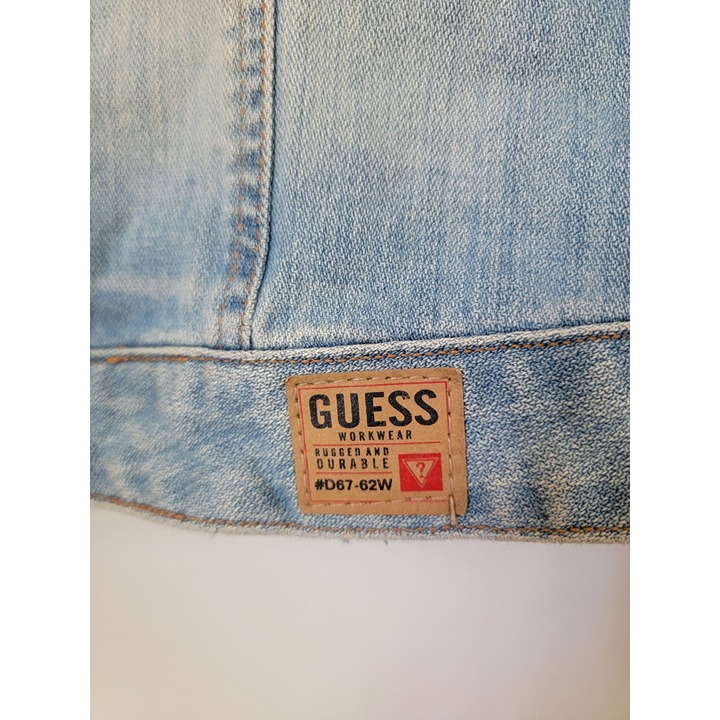 GUESS
WORKWEAR
RUGGED AND
DURABLE
#D67-62W
?